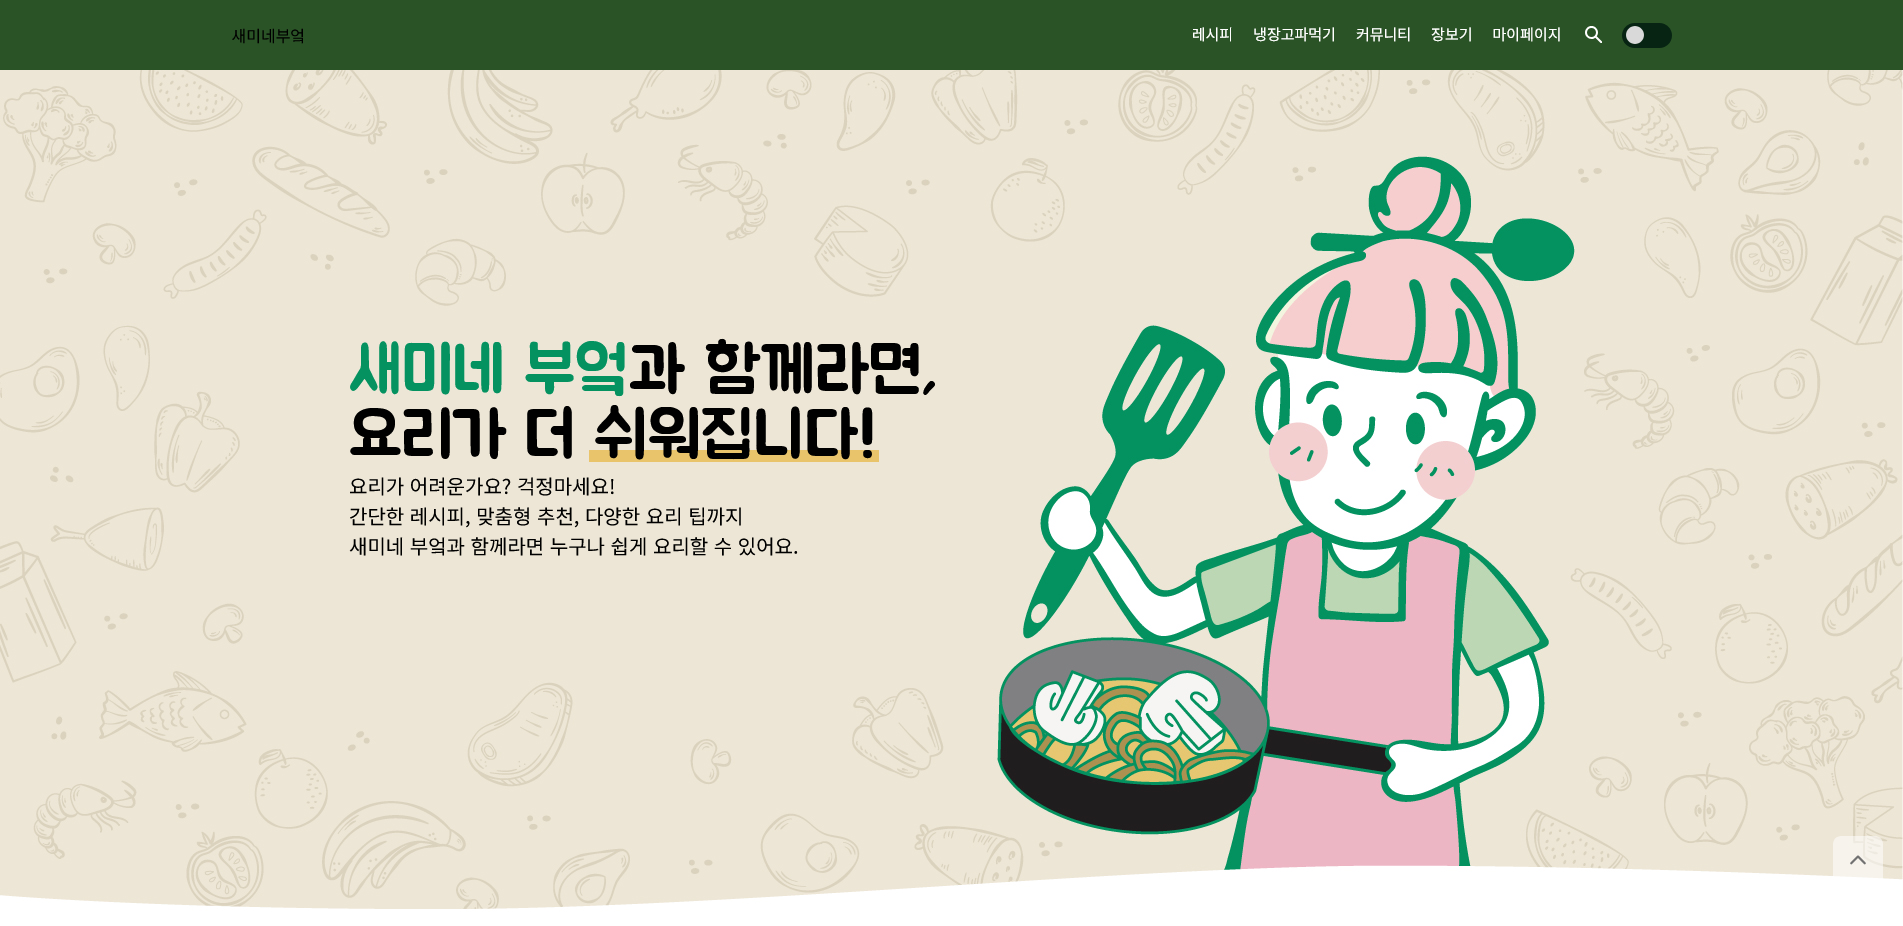 새미네부엌
레시피 냉장고파먹기 커뮤니티 장보기 마이페이지
새미네 부엌과 함께라면,
요리가 더 쉬워집니다!
요리가 어려운가요? 걱정마세요!
간단한 레시피, 맞춤형 추천, 다양한 요리 팁까지
새미네 부엌과 함께라면 누구나 쉽게 요리할 수 있어요.